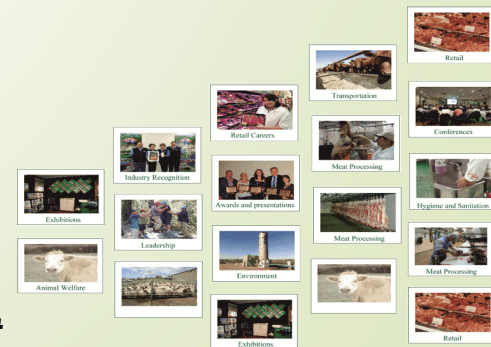 Exhibitions
Animal Welfare
Industry Recognition
Leadership
Retail Careers
Awards and presentations
Environment
Exhibitions
Transportation
Meat Processing
Meat Processing
Retail
Conferences
Hygiene and Sanitation
Meat Processing
Retail